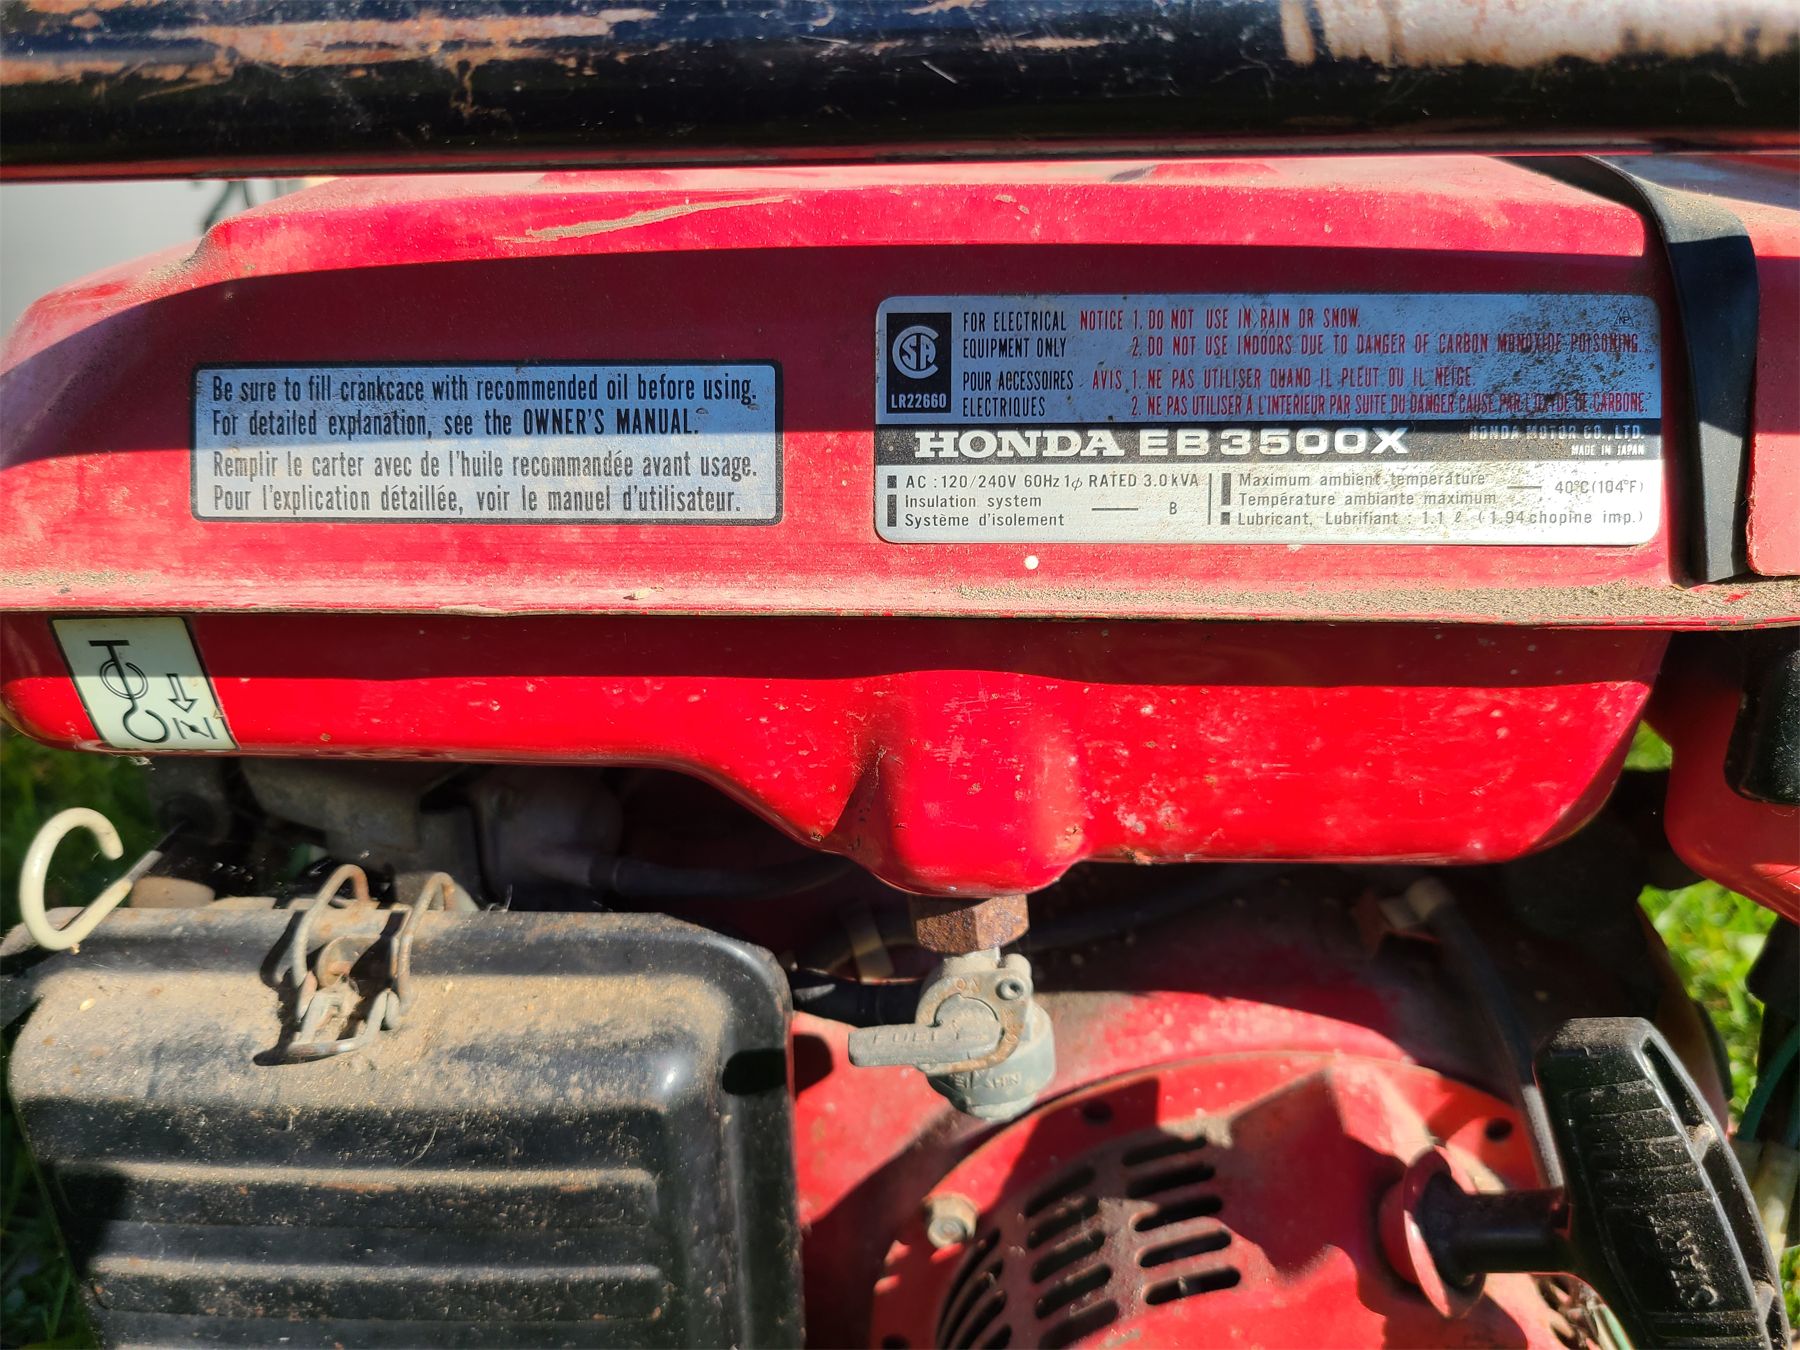 Be sure to fill crankcace with recommended oil before using.
For detailed explanation, see the OWNER'S MANUAL.
Remplir le carter avec de l'huile recommandée avant usage.
Pour l'explication détaillée, voir le manuel d'utilisateur.
LR22660
FOR ELECTRICAL
EQUIPMENT ONLY
POUR ACCESSOIRES
ELECTRIQUES
NOTICE 1. DO NOT USE IN RAIN OR SNOW.
2. DO NOT USE INDOORS DUE TO DANGER OF CARBON MONOXIDE POISONING.
AVIS 1. NE PAS UTILISER QUAND IL PLEUT OU IL NEIGE.
2. NE PAS UTILISER A L'INTERIEUR PAR SUITE DU DANGER CAUSE PAR L'OXYDE DE CARBONE.
HONDA EB3500X
HONDA MOTOR CO., LTD.
MADE IN JAPAN
AC : 120/240V 60Hz 1ϕ RATED 3.0kVA
Insulation system
Système d'isolement — B
Maximum ambient temperature
Température ambiante maximum — 40°C(104°F)
Lubricant, Lubrifiant : 1.1 ℓ (1.94chopine imp.)
ON
FUEL